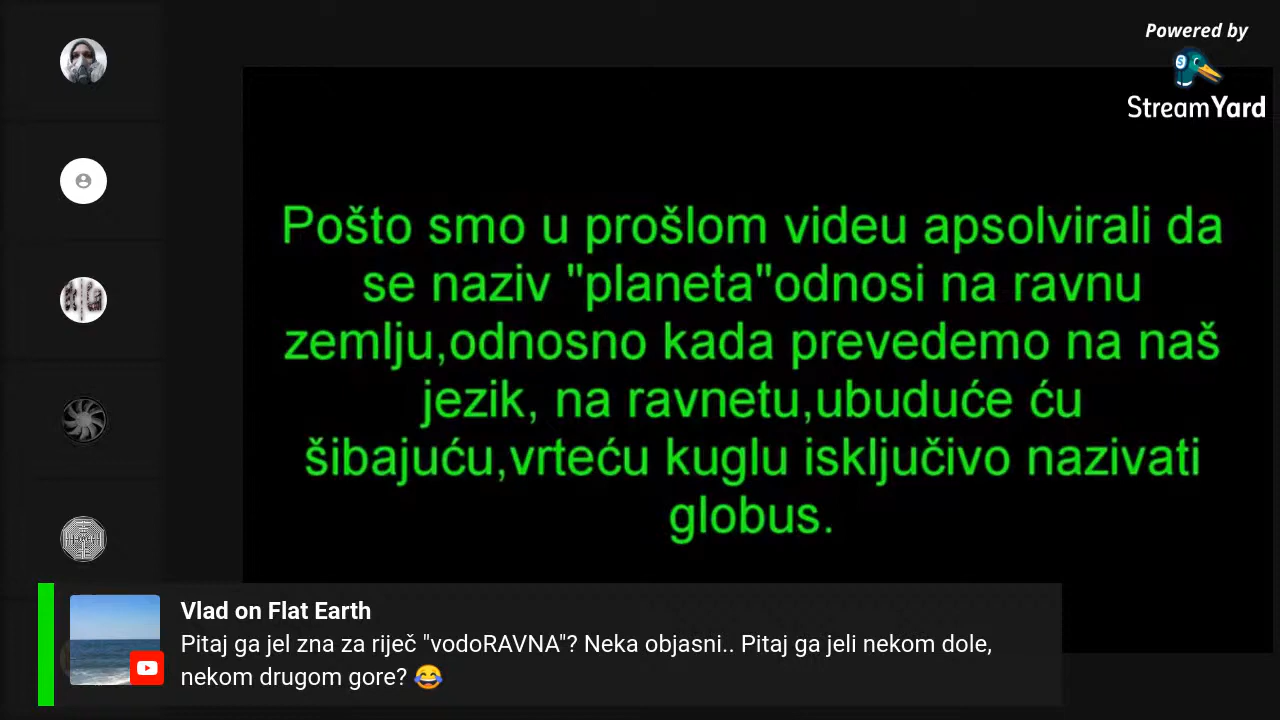 Powered by
StreamYard
Pošto smo u prošlom videu apsolvirali da
se naziv "planeta"odnosi na ravnu
zemlju,odnosno kada prevedemo na naš
jezik, na ravnetu,ubuduće ću
šibajuću,vrteću kuglu isključivo nazivati
globus.
Vlad on Flat Earth
Pitaj ga jel zna za riječ "vodoRAVNA"? Neka objasni.. Pitaj ga jeli nekom dole,
nekom drugom gore? 😂